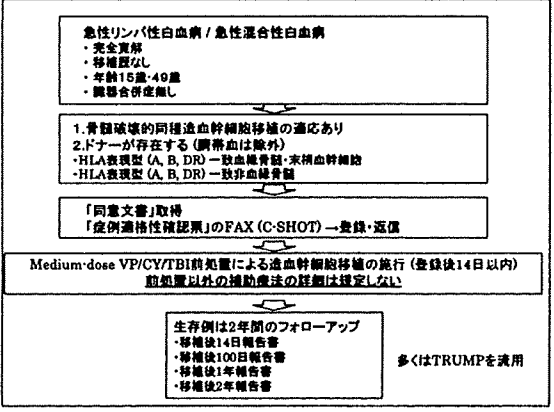 急性リンパ性白血病 / 急性混合性白血病
・完全寛解
・移植歴なし
・年齢15歳-49歳
・臓器合併症無し
1.骨髄破壊的同種造血幹細胞移植の適応あり
2.ドナーが存在する (臍帯血は除外)
・HLA表現型 (A, B, DR) 一致血縁骨髄・末梢血幹細胞
・HLA表現型 (A, B, DR) 一致非血縁骨髄
「同意文書」取得
「症例適格性確認票」のFAX (C-SHOT) →登録・返信
Medium-dose VP/CY/TBI前処置による造血幹細胞移植の施行 (登録後14日以内)
前処置以外の補助療法の詳細は規定しない
生存例は2年間のフォローアップ
・移植後14日報告書
・移植後100日報告書
・移植後1年報告書
・移植後2年報告書
多くはTRUMPを流用